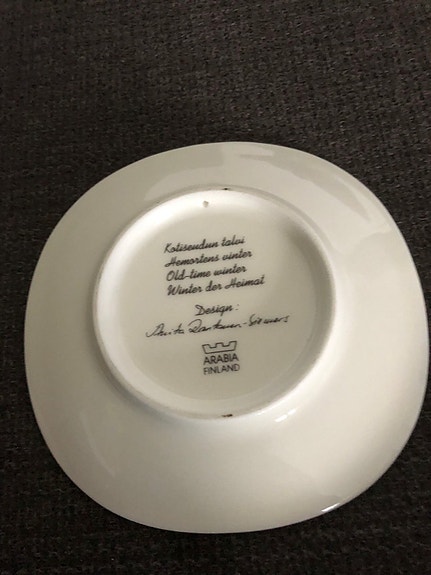 Kotiseudun talvi
Hemortens vinter
Old-time winter
Winter der Heimat
Design:
ARABIA
FINLAND